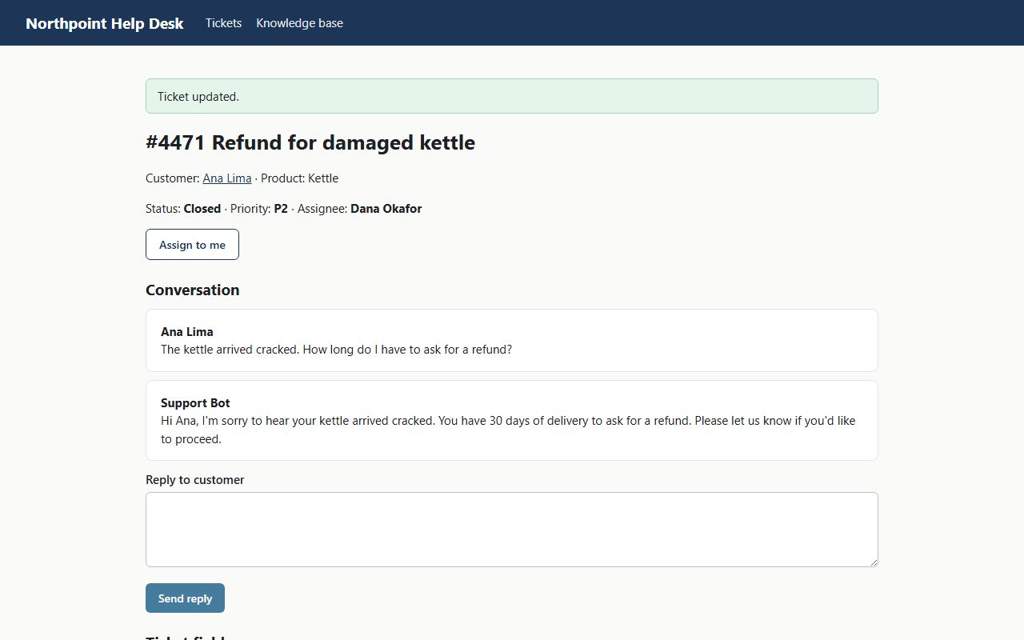 Northpoint Help Desk Tickets Knowledge base
Ticket updated.
#4471 Refund for damaged kettle
Customer: Ana Lima · Product: Kettle
Status: Closed · Priority: P2 · Assignee: Dana Okafor
Assign to me
Conversation
Ana Lima
The kettle arrived cracked. How long do I have to ask for a refund?
Support Bot
Hi Ana, I'm sorry to hear your kettle arrived cracked. You have 30 days of delivery to ask for a refund. Please let us know if you'd like
to proceed.
Reply to customer
Send reply